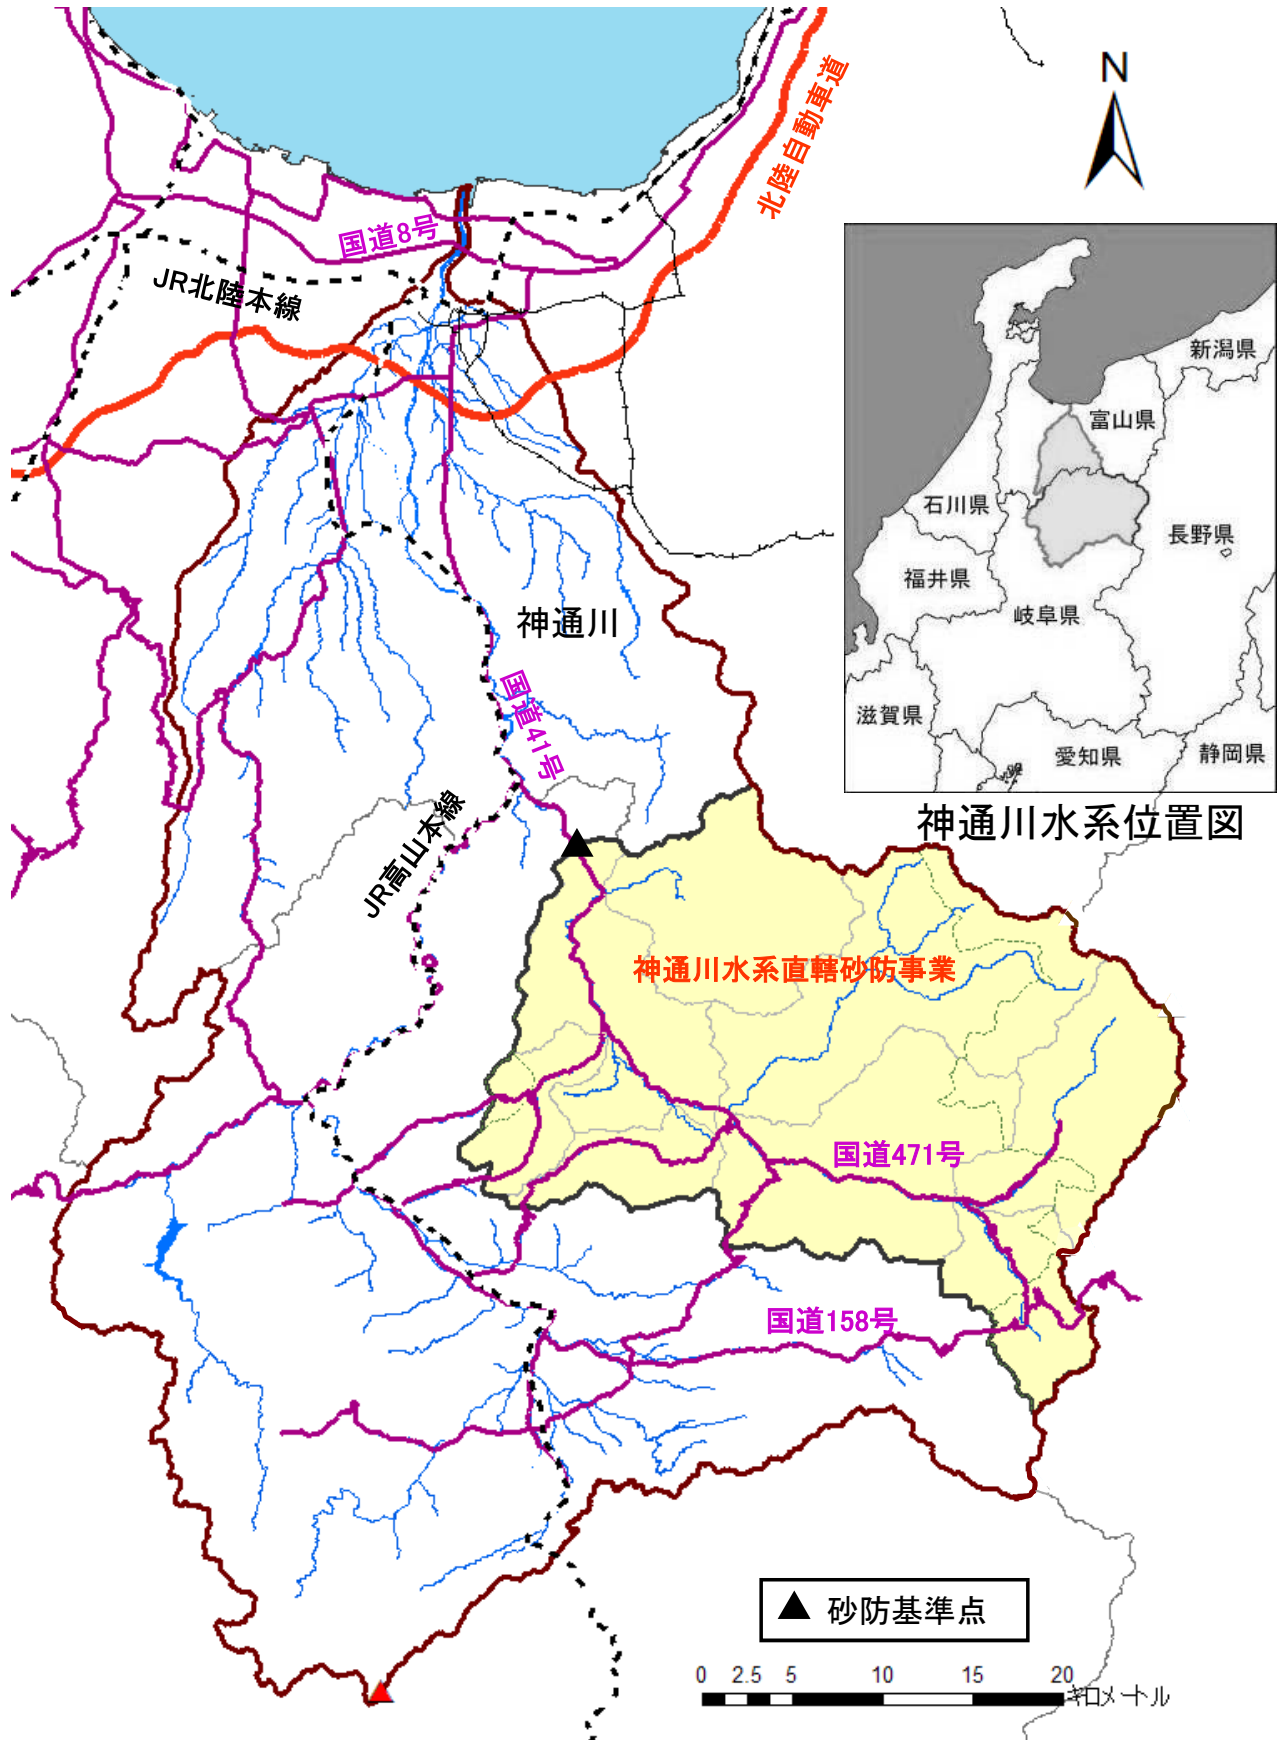 N
北陸自動車道
国道8号
JR北陸本線
新潟県
富山県
石川県
長野県
福井県
岐阜県
滋賀県
愛知県
静岡県
神通川水系位置図
神通川
国道41号
JR高山本線
神通川水系直轄砂防事業
国道471号
国道158号
▲ 砂防基準点
0 2.5 5 10 15 20
キロメートル